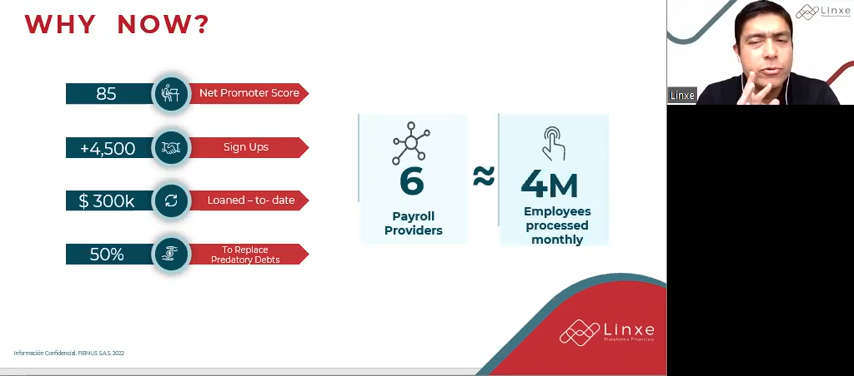 WHY NOW?
85
Net Promoter Score
+4,500
Sign Ups
$ 300k
Loaned – to- date
50%
To Replace
Predatory Debts
6
Payroll
Providers
≈
4M
Employees
processed
monthly
Linxe
Plataforma Financiera
Información Confidencial, FIRMUS S.A.S. 2022
Linxe
Linxe